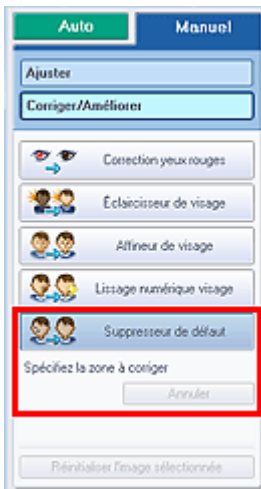 Auto Manuel
Ajuster
Corriger/Améliorer
Correction yeux rouges
Éclaircisseur de visage
Affineur de visage
Lissage numérique visage
Suppresseur de défaut
Spécifiez la zone à corriger
Annuler
Réinitialiser l'image sélectionnée